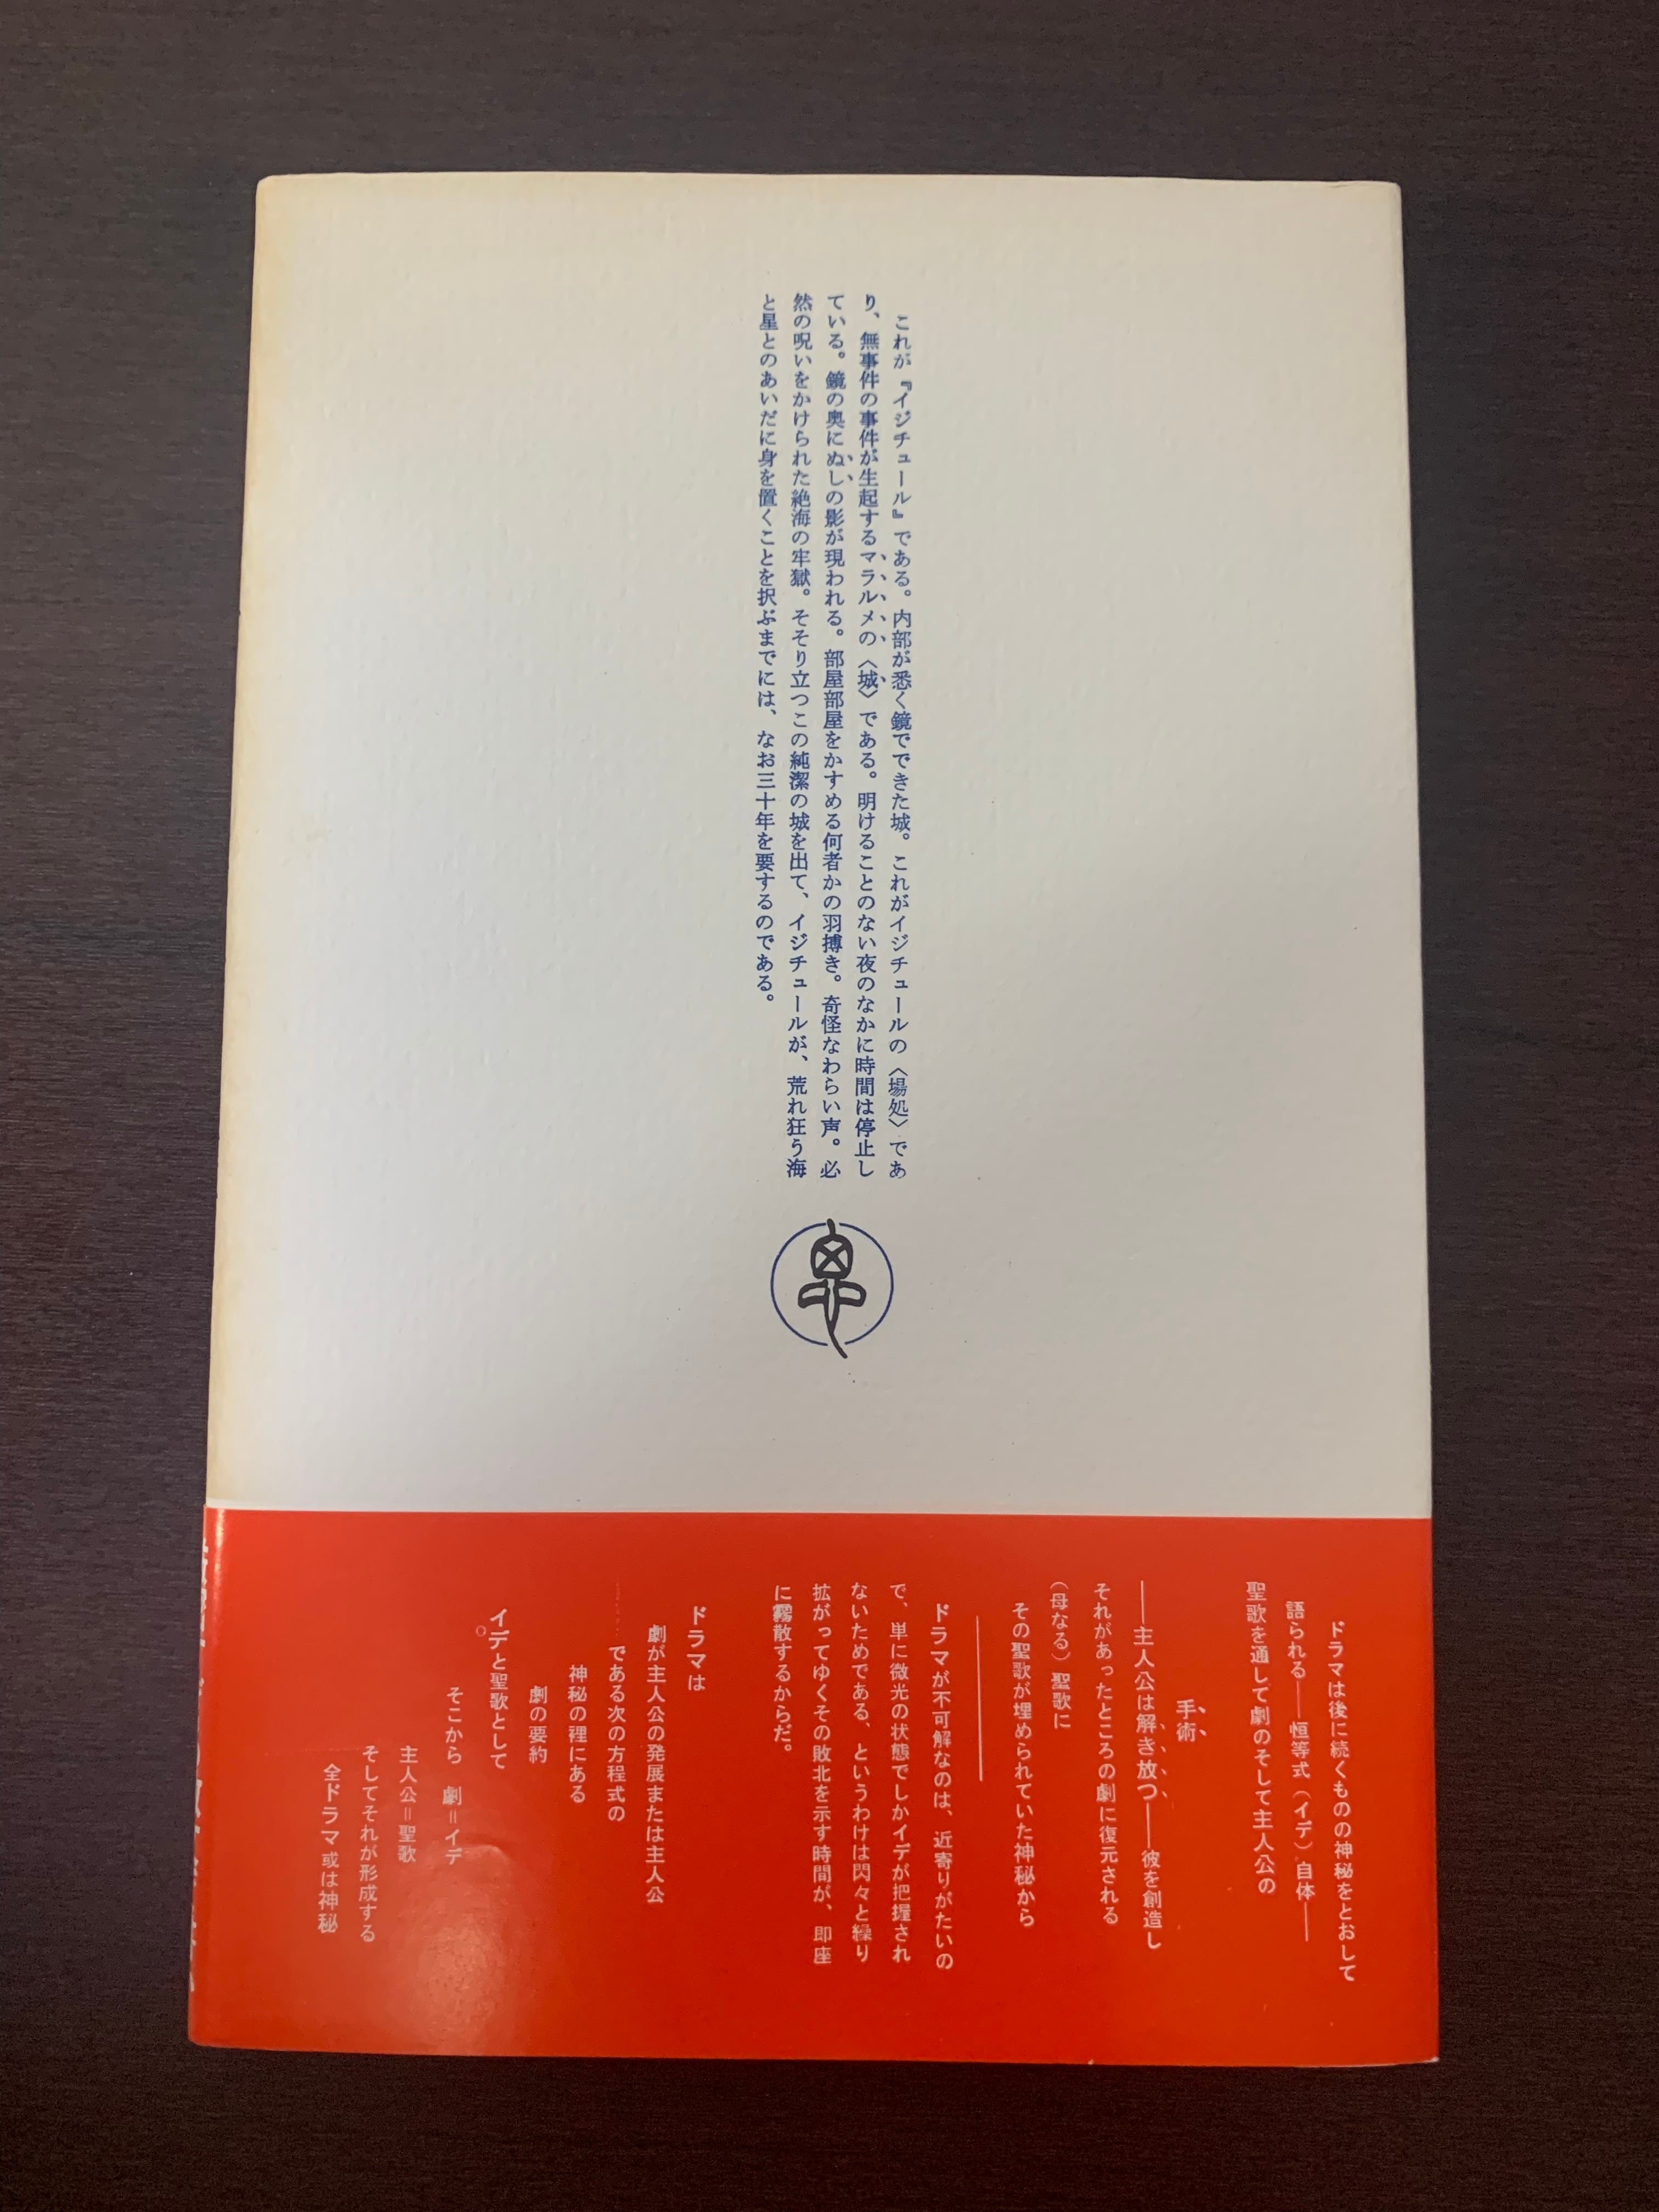 これが『イジチュール』である。内部が悉く鏡でできた城。これがイジチュールの〈場処〉であ
り、無事件の事件が生起するマラルメの〈城〉である。明けることのない夜のなかに時間は停止し
ている。鏡の奥にぬしの影が現われる。部屋部屋をかすめる何者かの羽搏き。奇怪なわらい声。必
然の呪いをかけられた絶海の牢獄。そそり立つこの純潔の城を出て、イジチュールが、荒れ狂う海
と星とのあいだに身を置くことを択ぶまでには、なお三十年を要するのである。
ドラマは後に続くものの神秘をとおして
語られる――恒等式（イデ）自体――
聖歌を通して劇のそして主人公の
手術
――主人公は解き放つ――彼を創造し
それがあったところの劇に復元される
（母なる）聖歌に
その聖歌が埋められていた神秘から
ドラマが不可解なのは、近寄りがたいの
で、単に微光の状態でしかイデが把握され
ないためである、というわけは閃々と繰り
拡がってゆくその敗北を示す時間が、即座
に霧散するからだ。
ドラマは
劇が主人公の発展または主人公
である次の方程式の
神秘の裡にある
劇の要約
イデと聖歌として
そこから 劇＝イデ
主人公＝聖歌
そしてそれが形成する
全ドラマ或は神秘